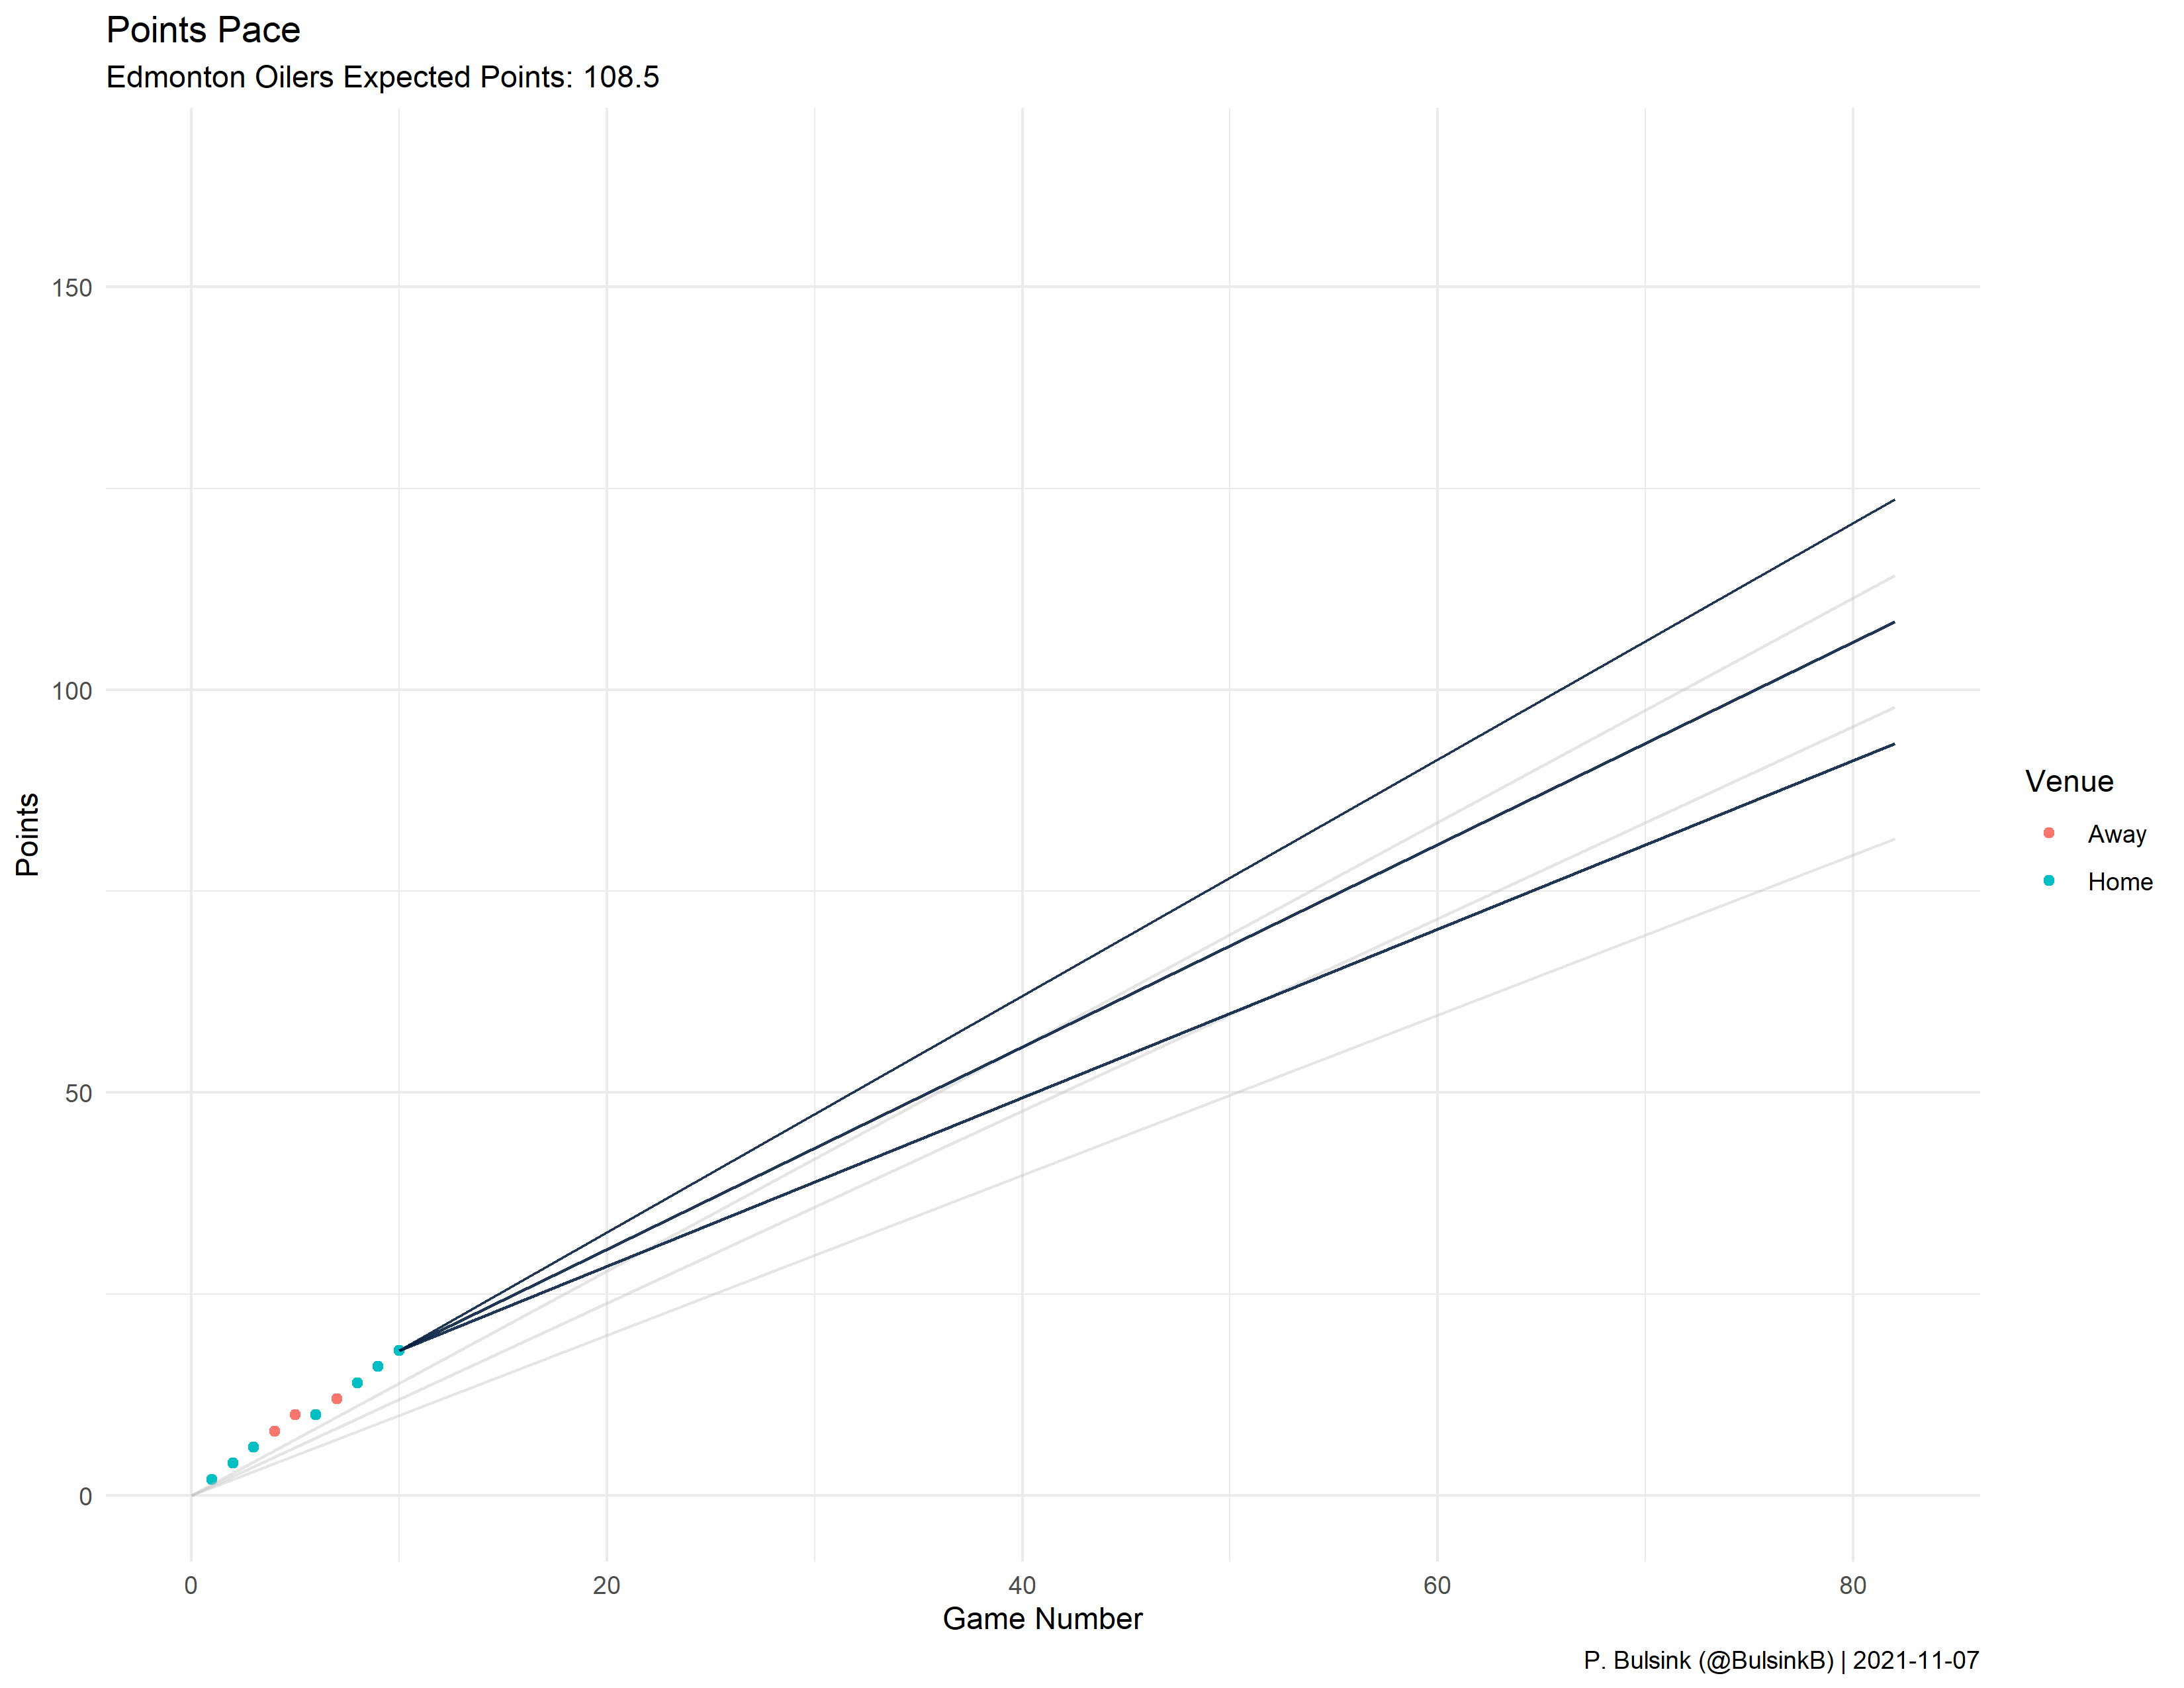 Points Pace
Edmonton Oilers Expected Points: 108.5
150
100
50
0
Points
0 20 40 60 80
Game Number
Venue
Away
Home
P. Bulsink (@BulsinkB) | 2021-11-07